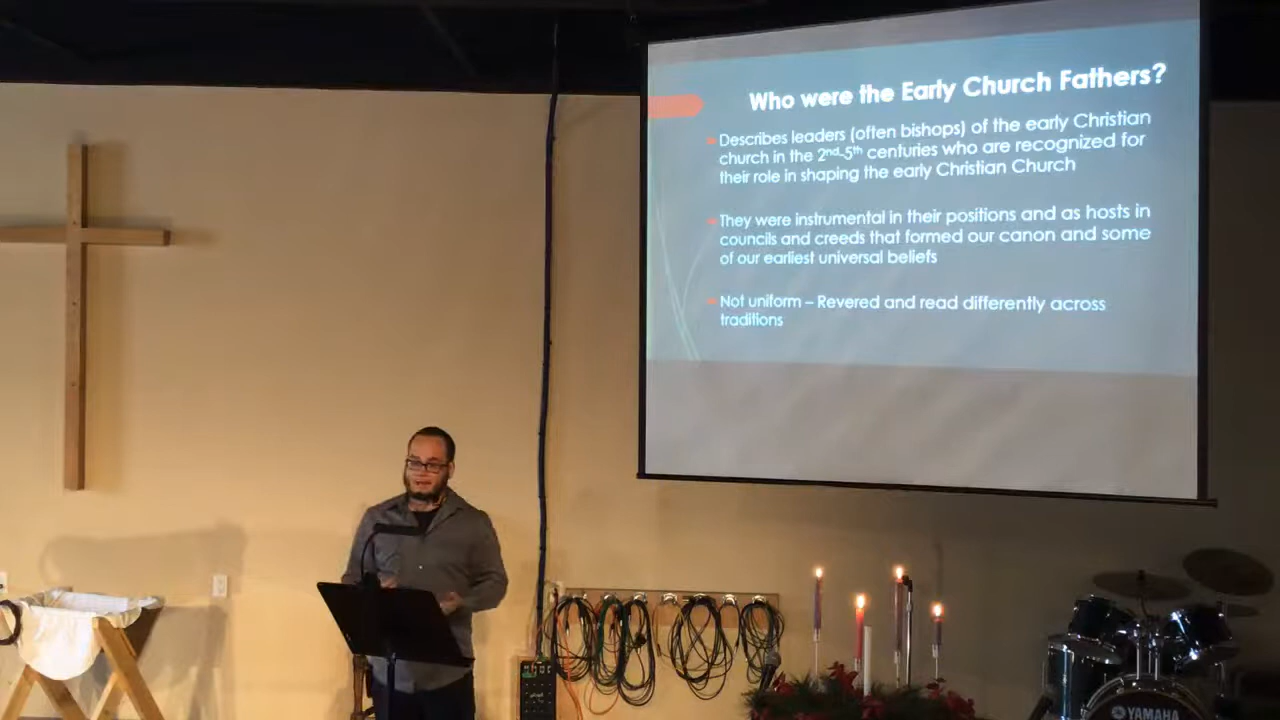 Who were the Early Church Fathers?
Describes leaders (often bishops) of the early Christian
church in the 2nd-5th centuries who are recognized for
their role in shaping the early Christian Church
They were instrumental in their positions and as hosts in
councils and creeds that formed our canon and some
of our earliest universal beliefs
Not uniform – Revered and read differently across
traditions
YAMAHA